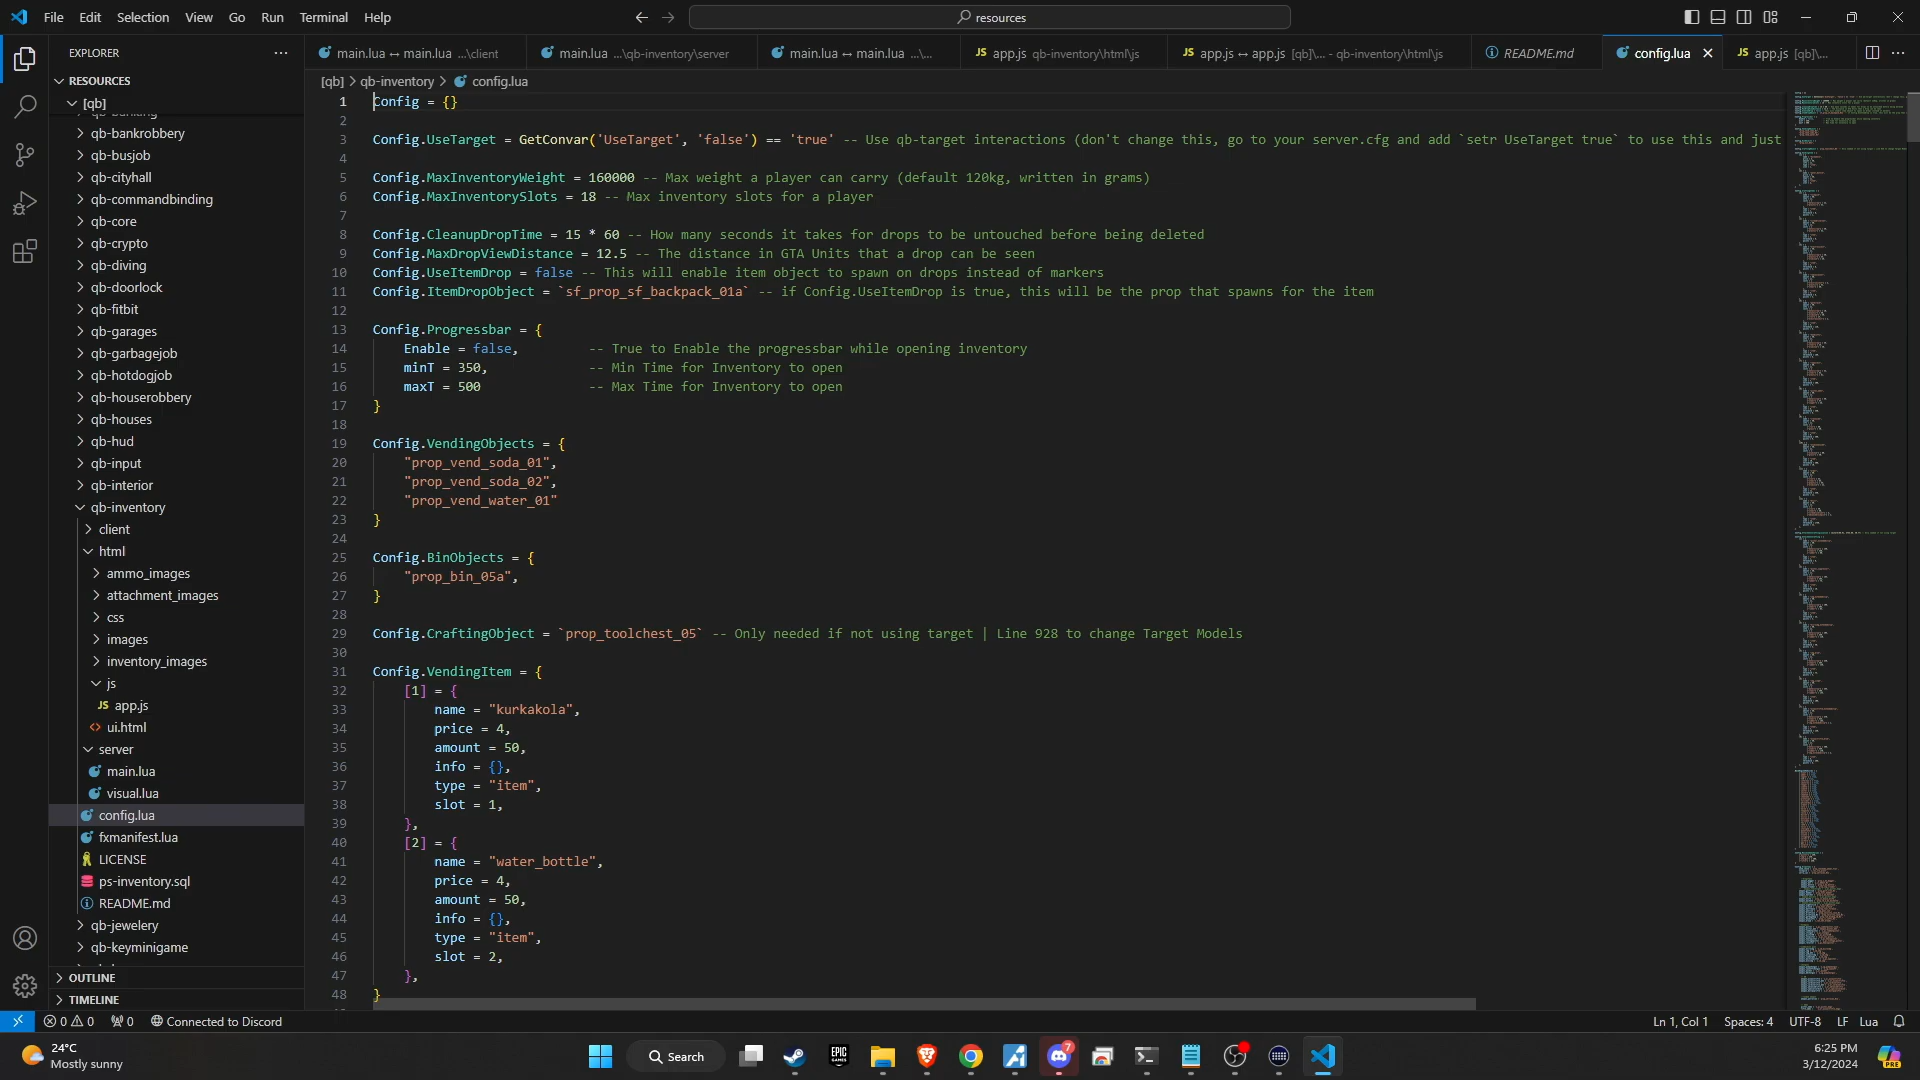 File Edit Selection View Go Run Terminal Help
resources
EXPLORER
main.lua ↔ main.lua ...\client
main.lua ...\qb-inventory\server
main.lua ↔ main.lua ...\...
JS app.js qb-inventory\html\js
JS app.js ↔ app.js [qb]\... - qb-inventory\html\js
README.md
config.lua
JS app.js [qb]\...
RESOURCES
[qb]
qb-bankrobbery
qb-busjob
qb-cityhall
qb-commandbinding
qb-core
qb-crypto
qb-diving
qb-doorlock
qb-fitbit
qb-garages
qb-garbagejob
qb-hotdogjob
qb-houserobbery
qb-houses
qb-hud
qb-input
qb-interior
qb-inventory
client
html
ammo_images
attachment_images
css
images
inventory_images
js
JS app.js
<> ui.html
server
main.lua
visual.lua
config.lua
fxmanifest.lua
LICENSE
ps-inventory.sql
README.md
qb-jewelery
qb-keyminigame
OUTLINE
TIMELINE
[qb] > qb-inventory > config.lua
1 Config = {}
2
3 Config.UseTarget = GetConvar('UseTarget', 'false') == 'true' -- Use qb-target interactions (don't change this, go to your server.cfg and add `setr UseTarget true` to use this and just
4
5 Config.MaxInventoryWeight = 160000 -- Max weight a player can carry (default 120kg, written in grams)
6 Config.MaxInventorySlots = 18 -- Max inventory slots for a player
7
8 Config.CleanupDropTime = 15 * 60 -- How many seconds it takes for drops to be untouched before being deleted
9 Config.MaxDropViewDistance = 12.5 -- The distance in GTA Units that a drop can be seen
10 Config.UseItemDrop = false -- This will enable item object to spawn on drops instead of markers
11 Config.ItemDropObject = `sf_prop_sf_backpack_01a` -- if Config.UseItemDrop is true, this will be the prop that spawns for the item
12
13 Config.Progressbar = {
14 Enable = false, -- True to Enable the progressbar while opening inventory
15 minT = 350, -- Min Time for Inventory to open
16 maxT = 500 -- Max Time for Inventory to open
17 }
18
19 Config.VendingObjects = {
20 "prop_vend_soda_01",
21 "prop_vend_soda_02",
22 "prop_vend_water_01"
23 }
24
25 Config.BinObjects = {
26 "prop_bin_05a",
27 }
28
29 Config.CraftingObject = `prop_toolchest_05` -- Only needed if not using target | Line 928 to change Target Models
30
31 Config.VendingItem = {
32 [1] = {
33 name = "kurkakola",
34 price = 4,
35 amount = 50,
36 info = {},
37 type = "item",
38 slot = 1,
39 },
40 [2] = {
41 name = "water_bottle",
42 price = 4,
43 amount = 50,
44 info = {},
45 type = "item",
46 slot = 2,
47 },
48 }
0 0 0 Connected to Discord
Ln 1, Col 1 Spaces: 4 UTF-8 LF Lua
24°C
Mostly sunny
Search
EPIC GAMES
7
6:25 PM
3/12/2024
PRE